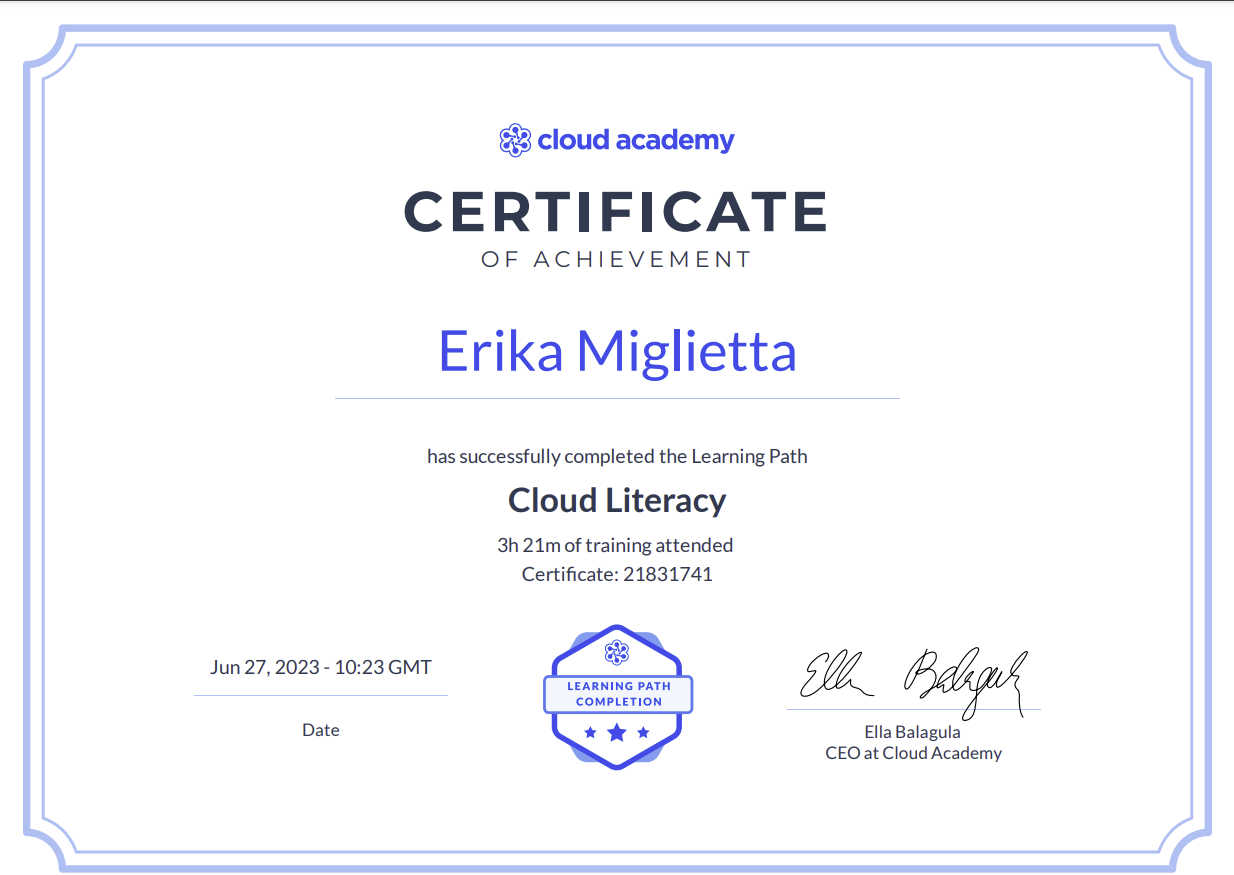 cloud academy
CERTIFICATE
OF ACHIEVEMENT
Erika Miglietta
has successfully completed the Learning Path
Cloud Literacy
3h 21m of training attended
Certificate: 21831741
Jun 27, 2023 - 10:23 GMT
Date
LEARNING PATH
COMPLETION
Ella Balagula
Ella Balagula
CEO at Cloud Academy